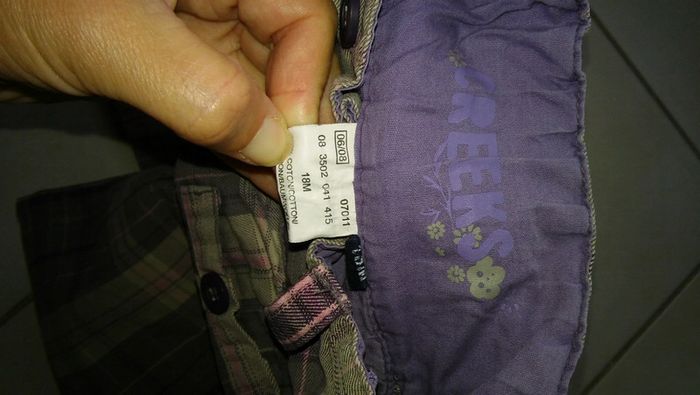 CREEKS
06/08
07011
08 3502 041 415
18M
COTON/COTTON/